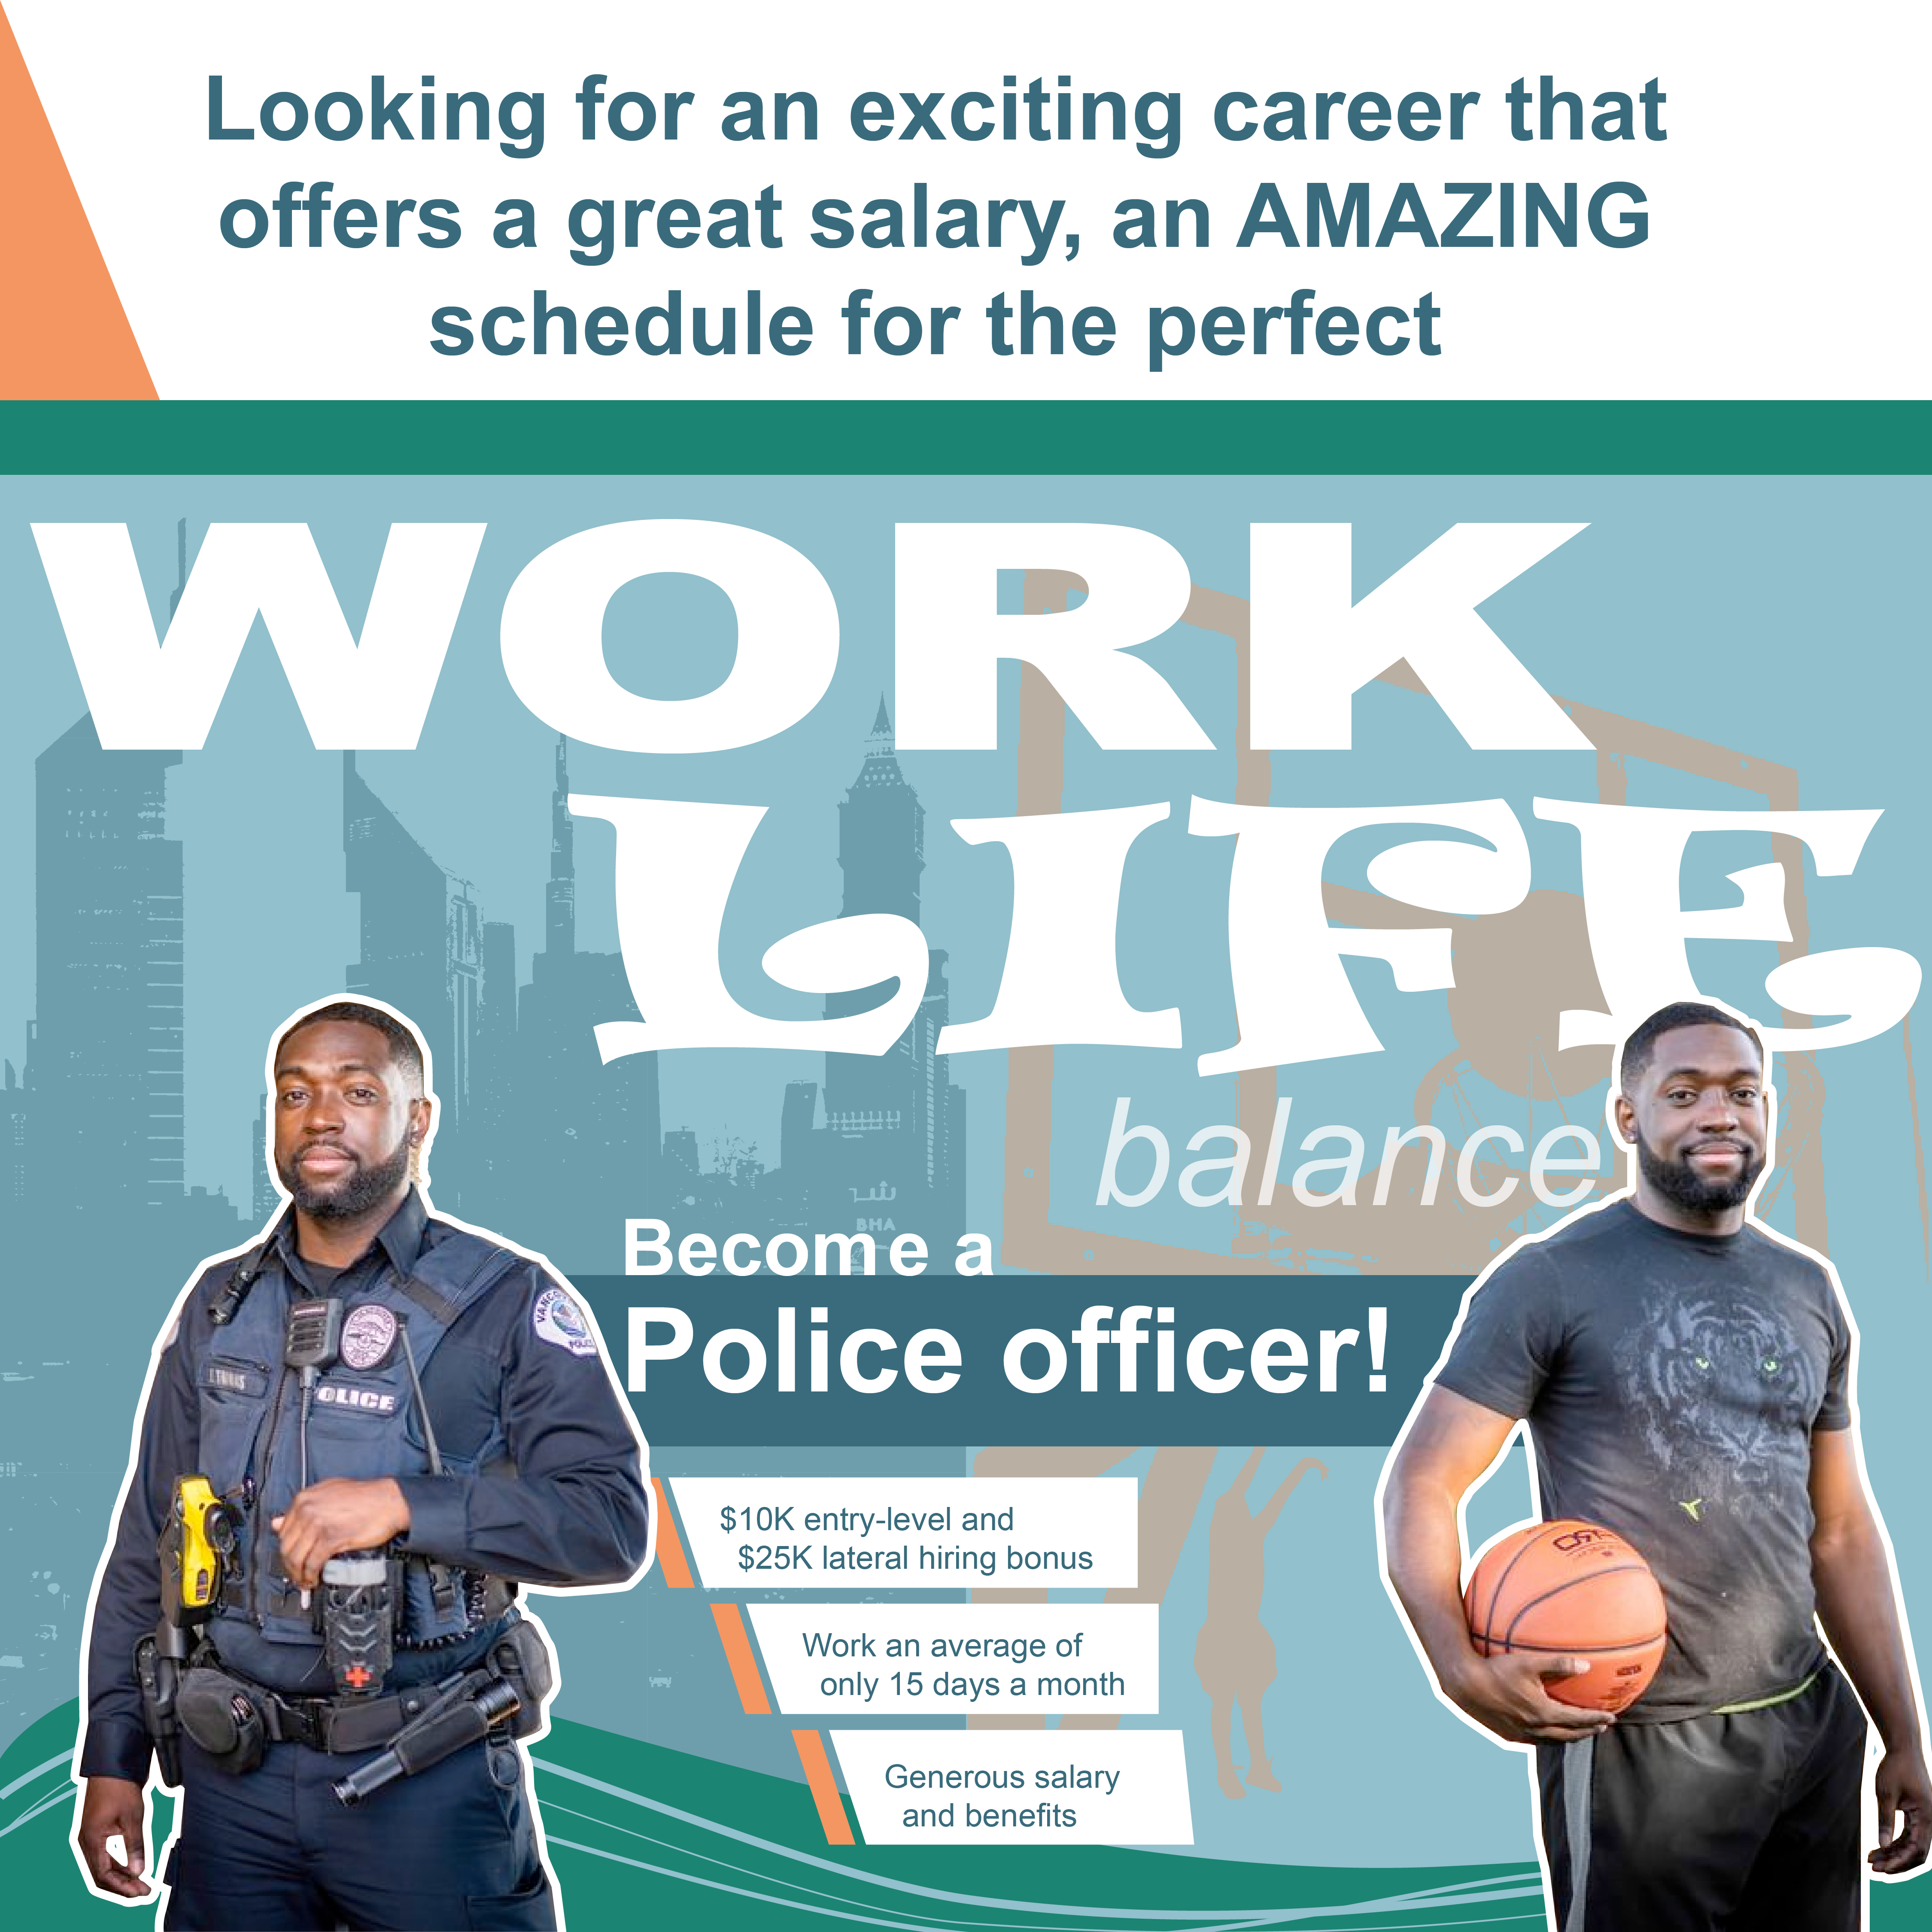 Looking for an exciting career that
offers a great salary, an AMAZING
schedule for the perfect
WORK
LIFE
balance
شر
BHA
Become a
Police officer!
POLICE
$10K entry-level and
$25K lateral hiring bonus
Work an average of
only 15 days a month
Generous salary
and benefits